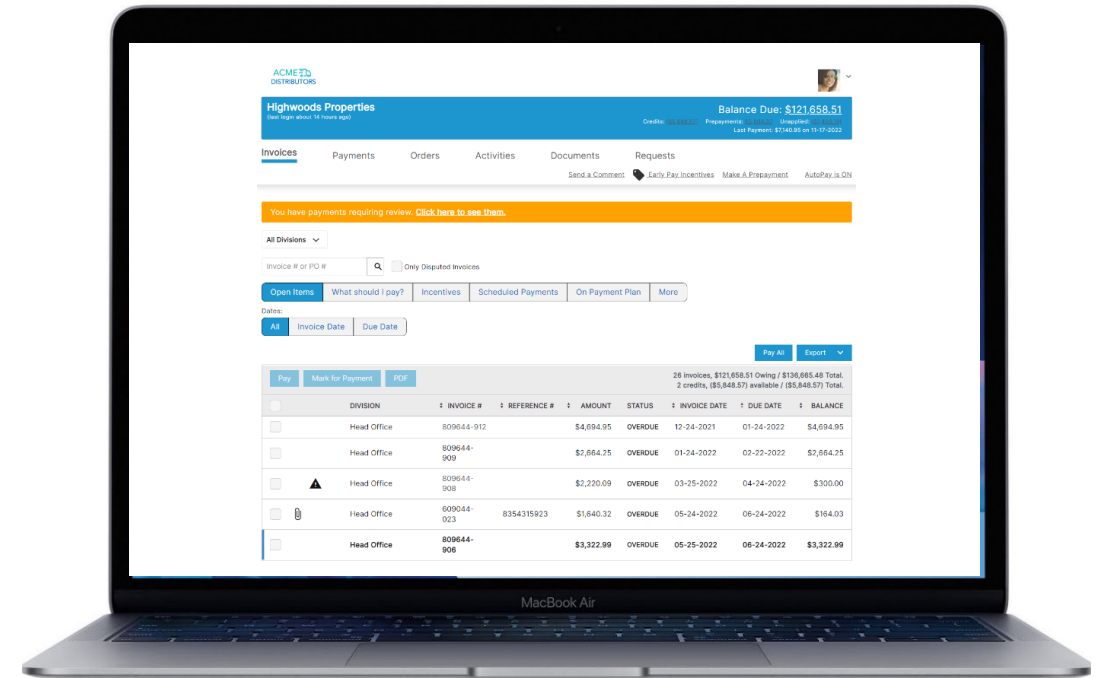 ACME
DISTRIBUTORS
Highwoods Properties
(last login about 14 hours ago)
Balance Due: $121,658.51
Credits: Prepayments: Unapplied:
Last Payment: $7,140.95 on 11-17-2022
Invoices Payments Orders Activities Documents Requests
Send a Comment Early Pay Incentives Make A Prepayment AutoPay is ON
You have payments requiring review. Click here to see them.
All Divisions
Invoice # or PO # Only Disputed Invoices
Open Items What should I pay? Incentives Scheduled Payments On Payment Plan More
Dates:
All Invoice Date Due Date
Pay All Export
Pay Mark for Payment PDF
26 invoices, $121,658.51 Owing / $136,665.48 Total.
2 credits, ($5,848.57) available / ($5,848.57) Total.
DIVISION INVOICE # REFERENCE # AMOUNT STATUS INVOICE DATE DUE DATE BALANCE
Head Office 809644-912 $4,694.95 OVERDUE 12-24-2021 01-24-2022 $4,694.95
Head Office 809644-
909 $2,664.25 OVERDUE 01-24-2022 02-22-2022 $2,664.25
Head Office 809644-
908 $2,220.09 OVERDUE 03-25-2022 04-24-2022 $300.00
Head Office 609044-
023 8354315923 $1,640.32 OVERDUE 05-24-2022 06-24-2022 $164.03
Head Office 809644-
906 $3,322.99 OVERDUE 05-25-2022 06-24-2022 $3,322.99
MacBook Air